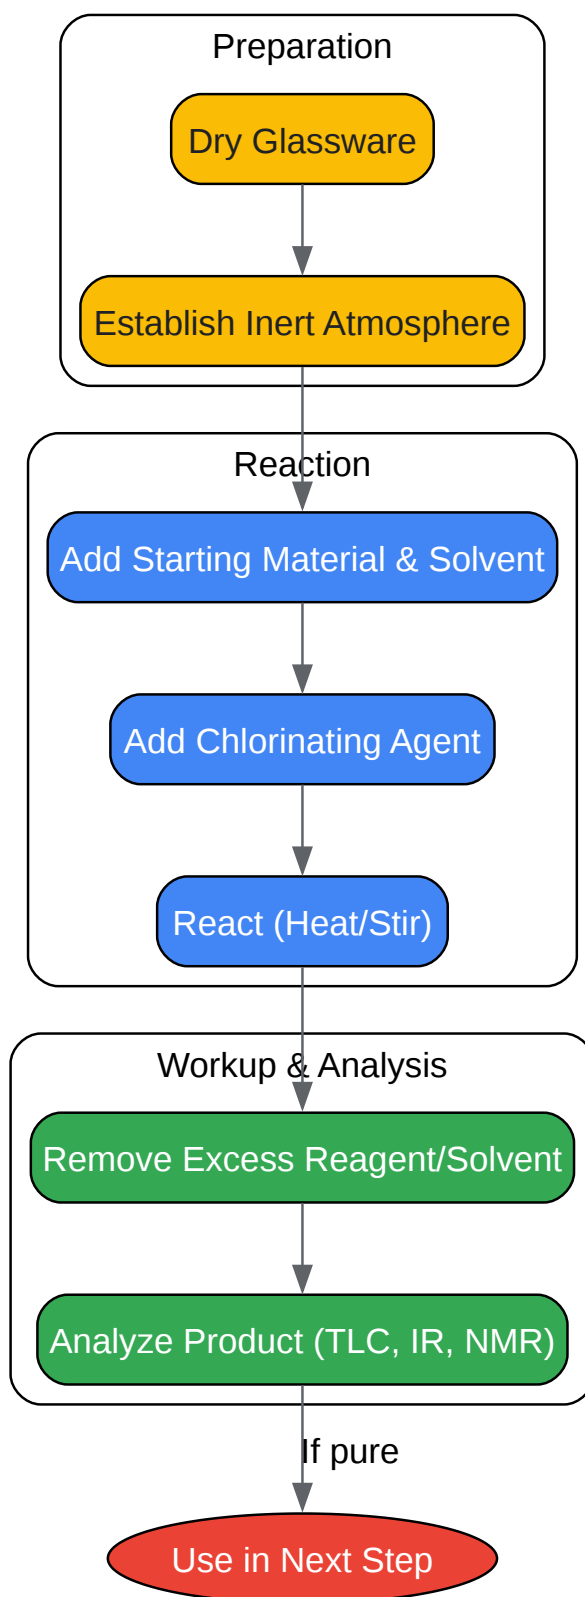 Preparation
Dry Glassware
Establish Inert Atmosphere
Reaction
Add Starting Material & Solvent
Add Chlorinating Agent
React (Heat/Stir)
Workup & Analysis
Remove Excess Reagent/Solvent
Analyze Product (TLC, IR, NMR)
If pure
Use in Next Step